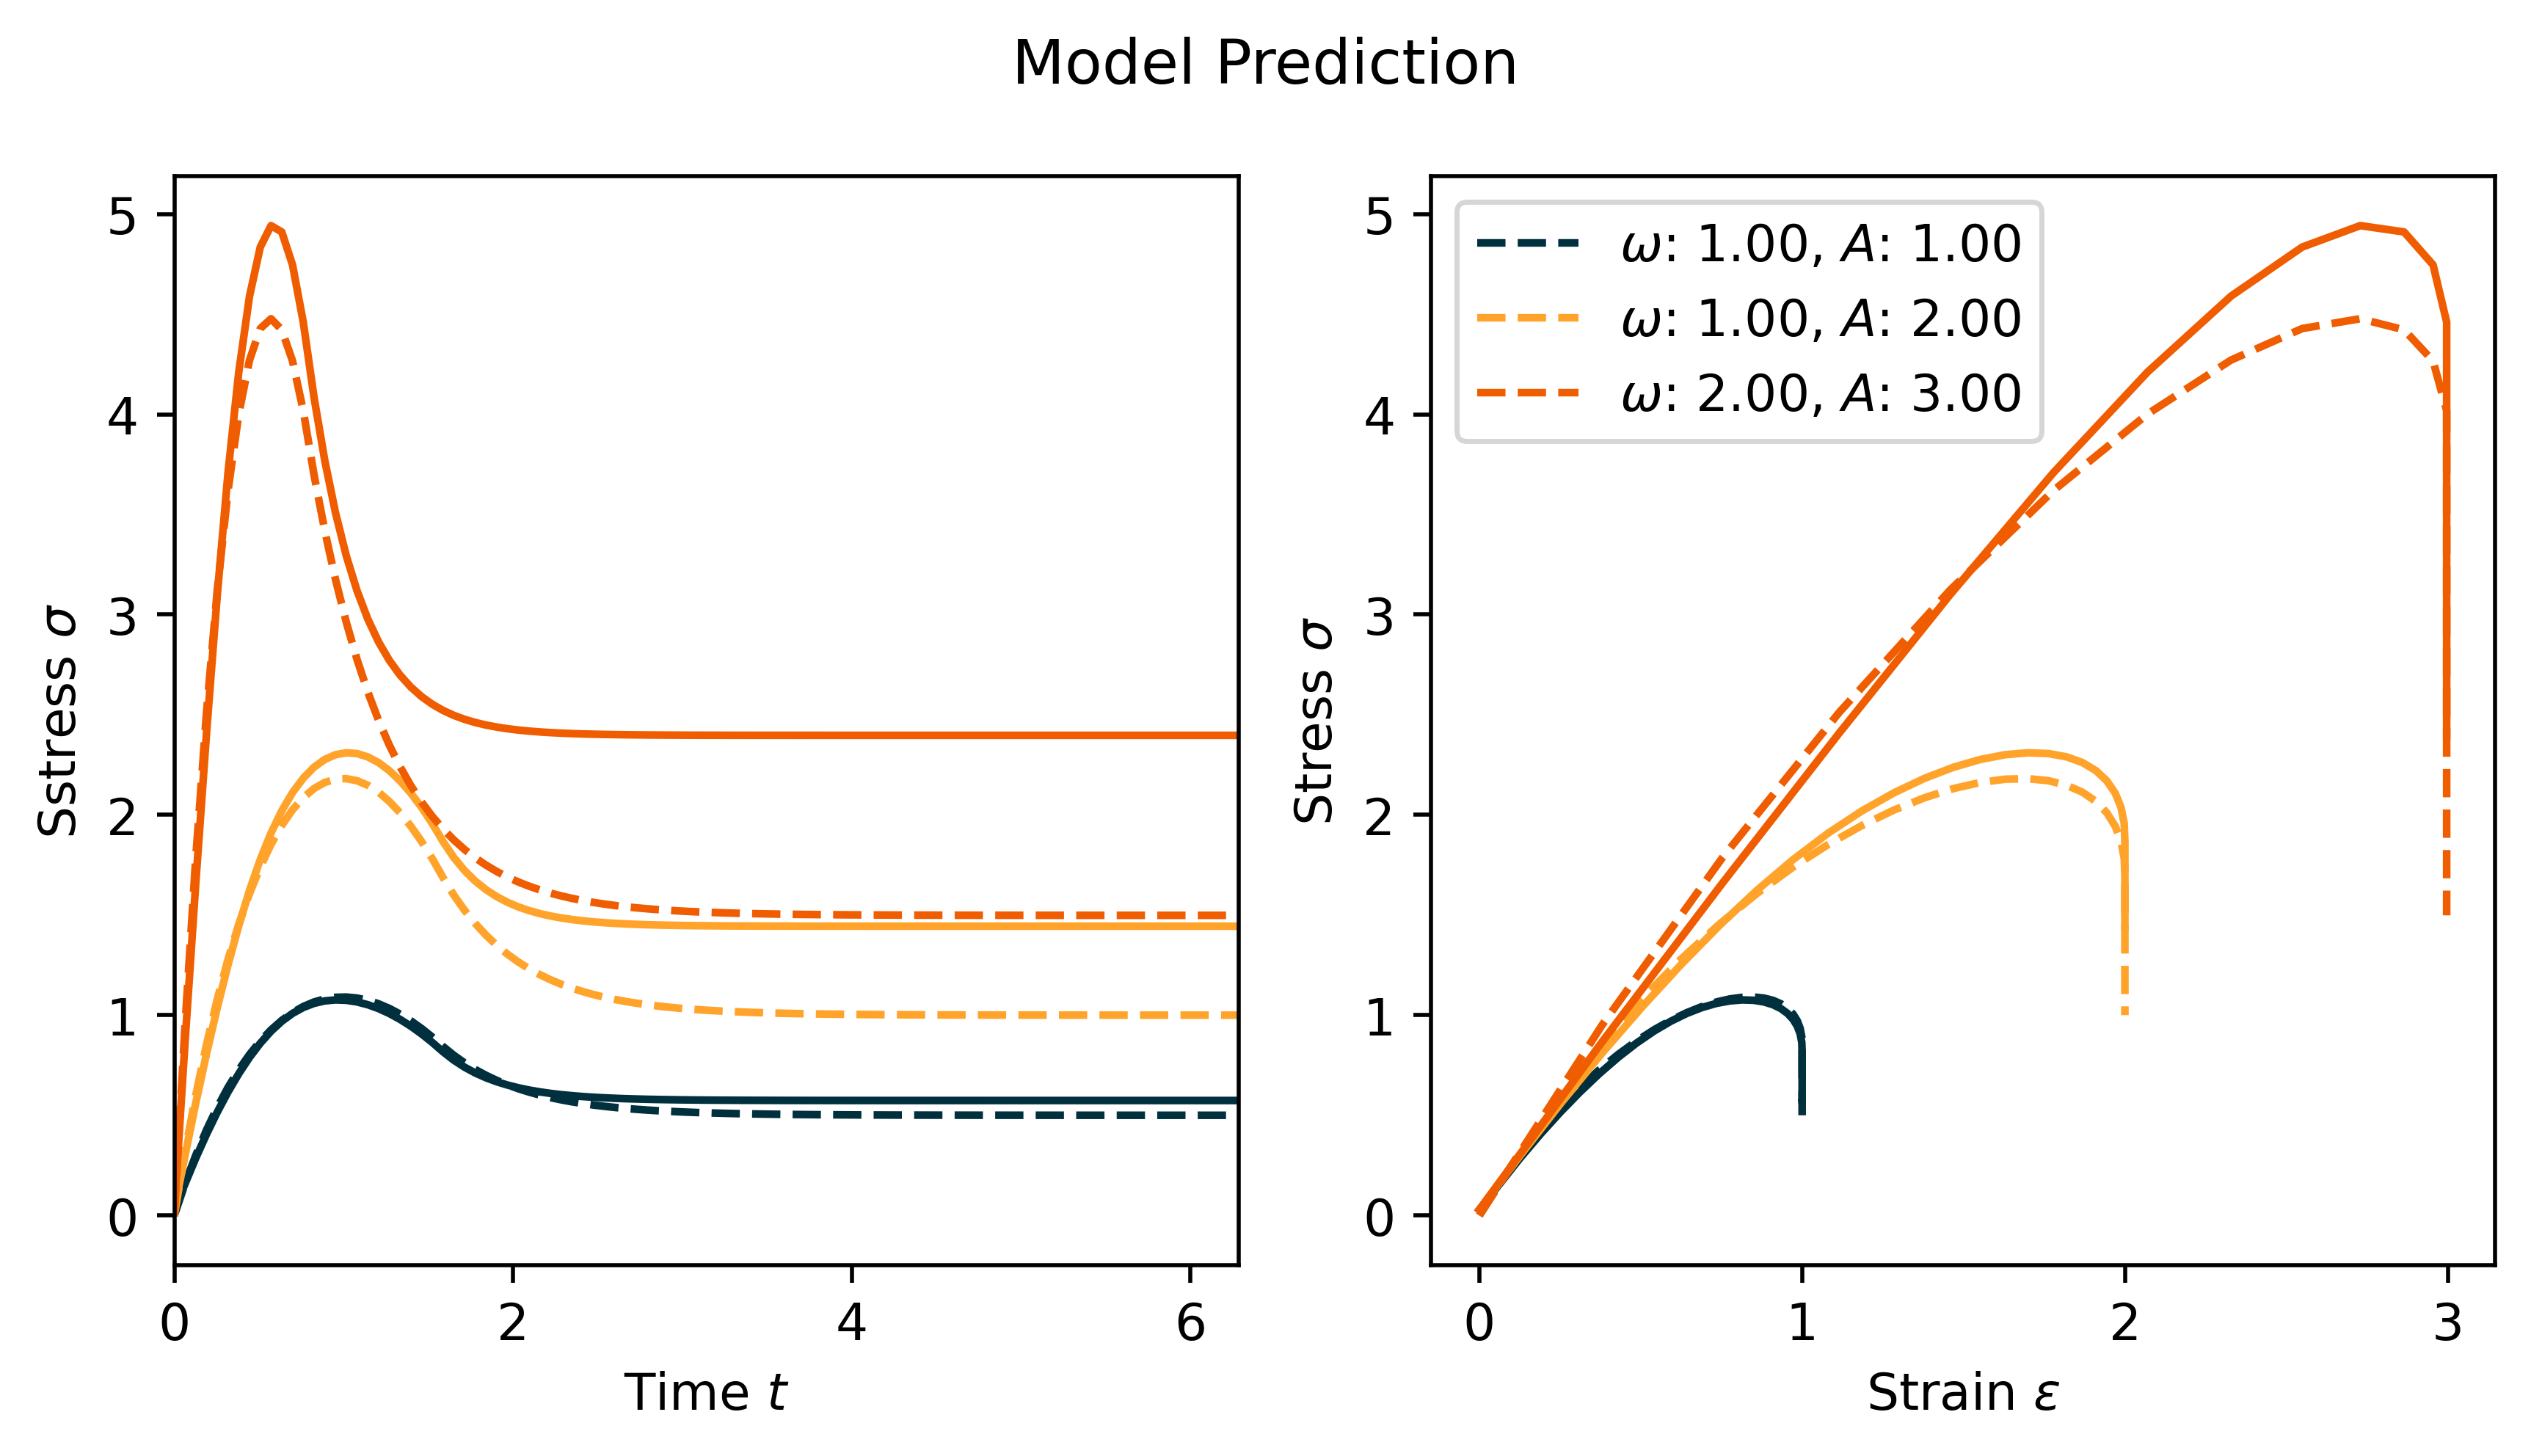 Model Prediction
Sstress σ
5
4
3
2
1
0
0 2 4 6
Time t
Stress σ
5
4
3
2
1
0
ω: 1.00, A: 1.00
ω: 1.00, A: 2.00
ω: 2.00, A: 3.00
0 1 2 3
Strain ε